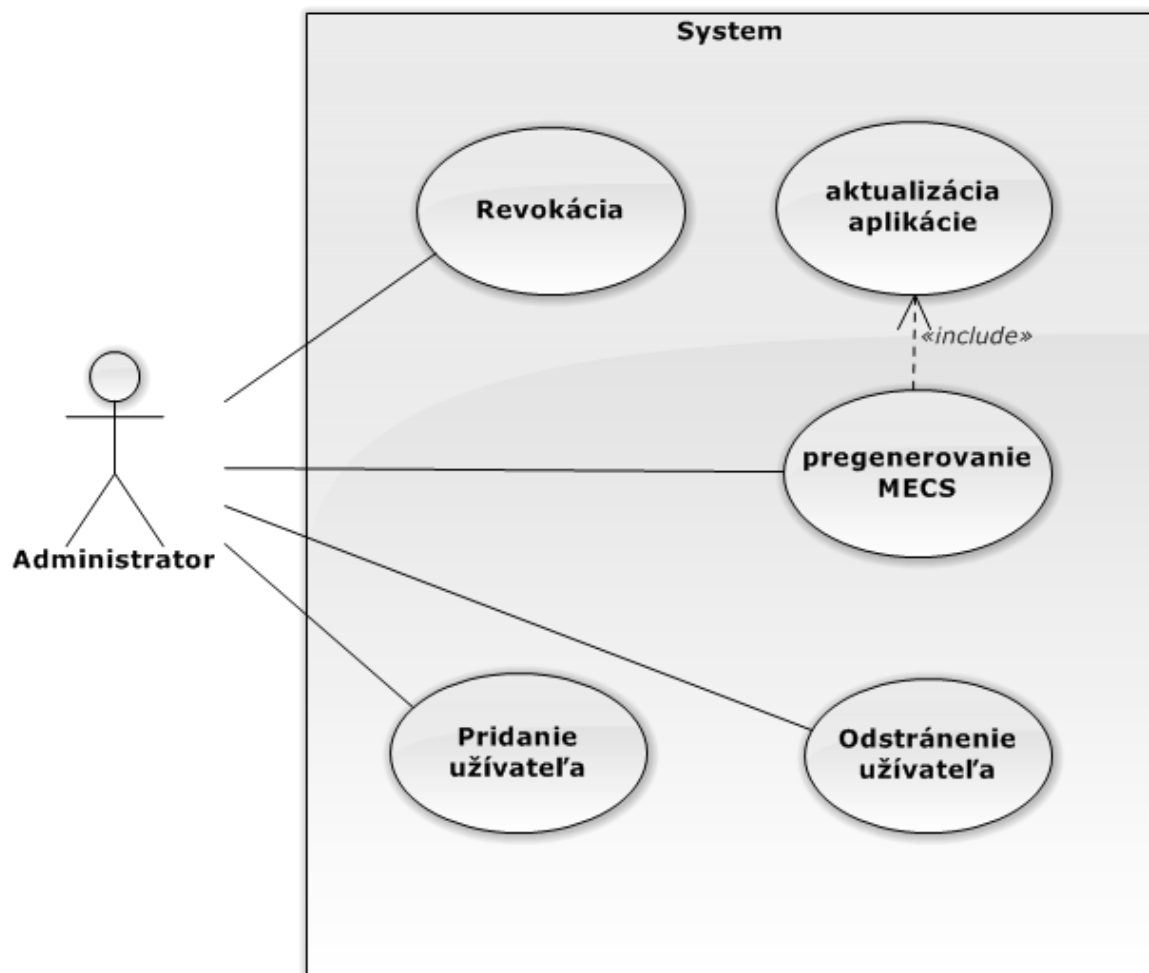 System
Revokácia
aktualizácia
aplikácie
«include»
pregenerovanie
MECS
Administrator
Pridanie
užívateľa
Odstránenie
užívateľa